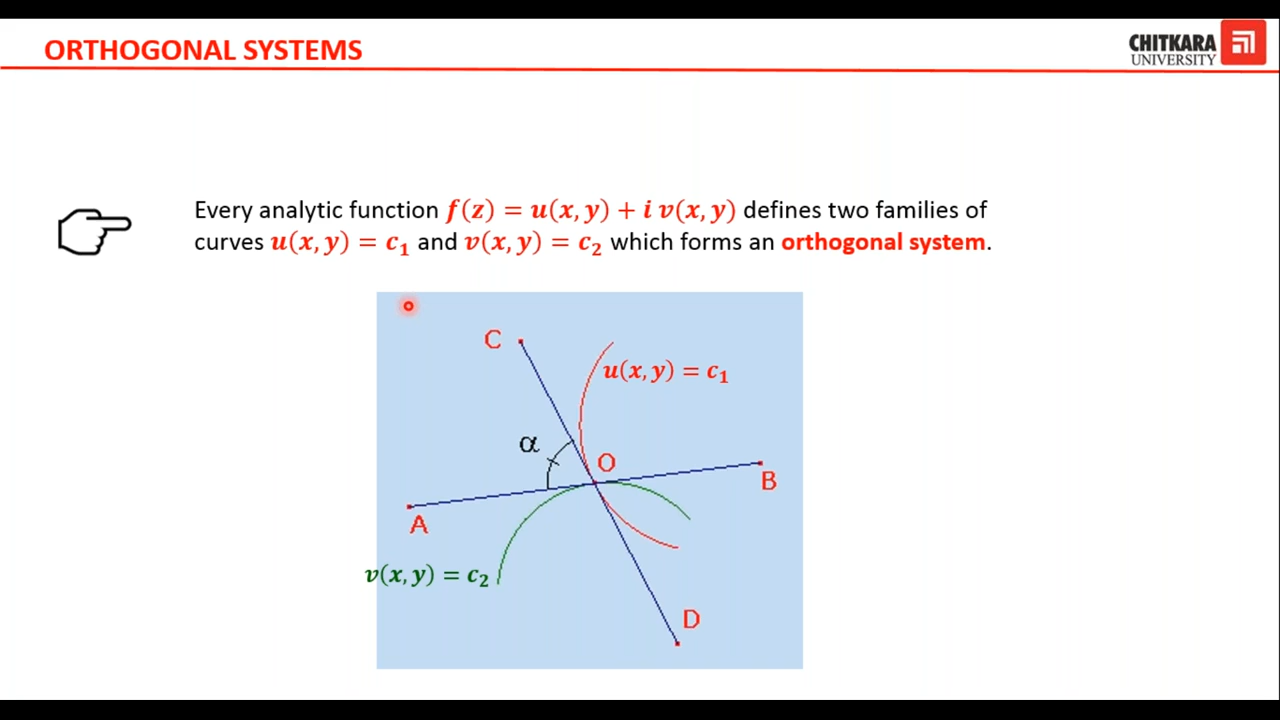 ORTHOGONAL SYSTEMS
CHITKARA
UNIVERSITY
Every analytic function f(z) = u(x, y) + i v(x, y) defines two families of
curves u(x, y) = c₁ and v(x, y) = c₂ which forms an orthogonal system.
C
u(x, y) = c₁
α
O
B
A
v(x, y) = c₂
D